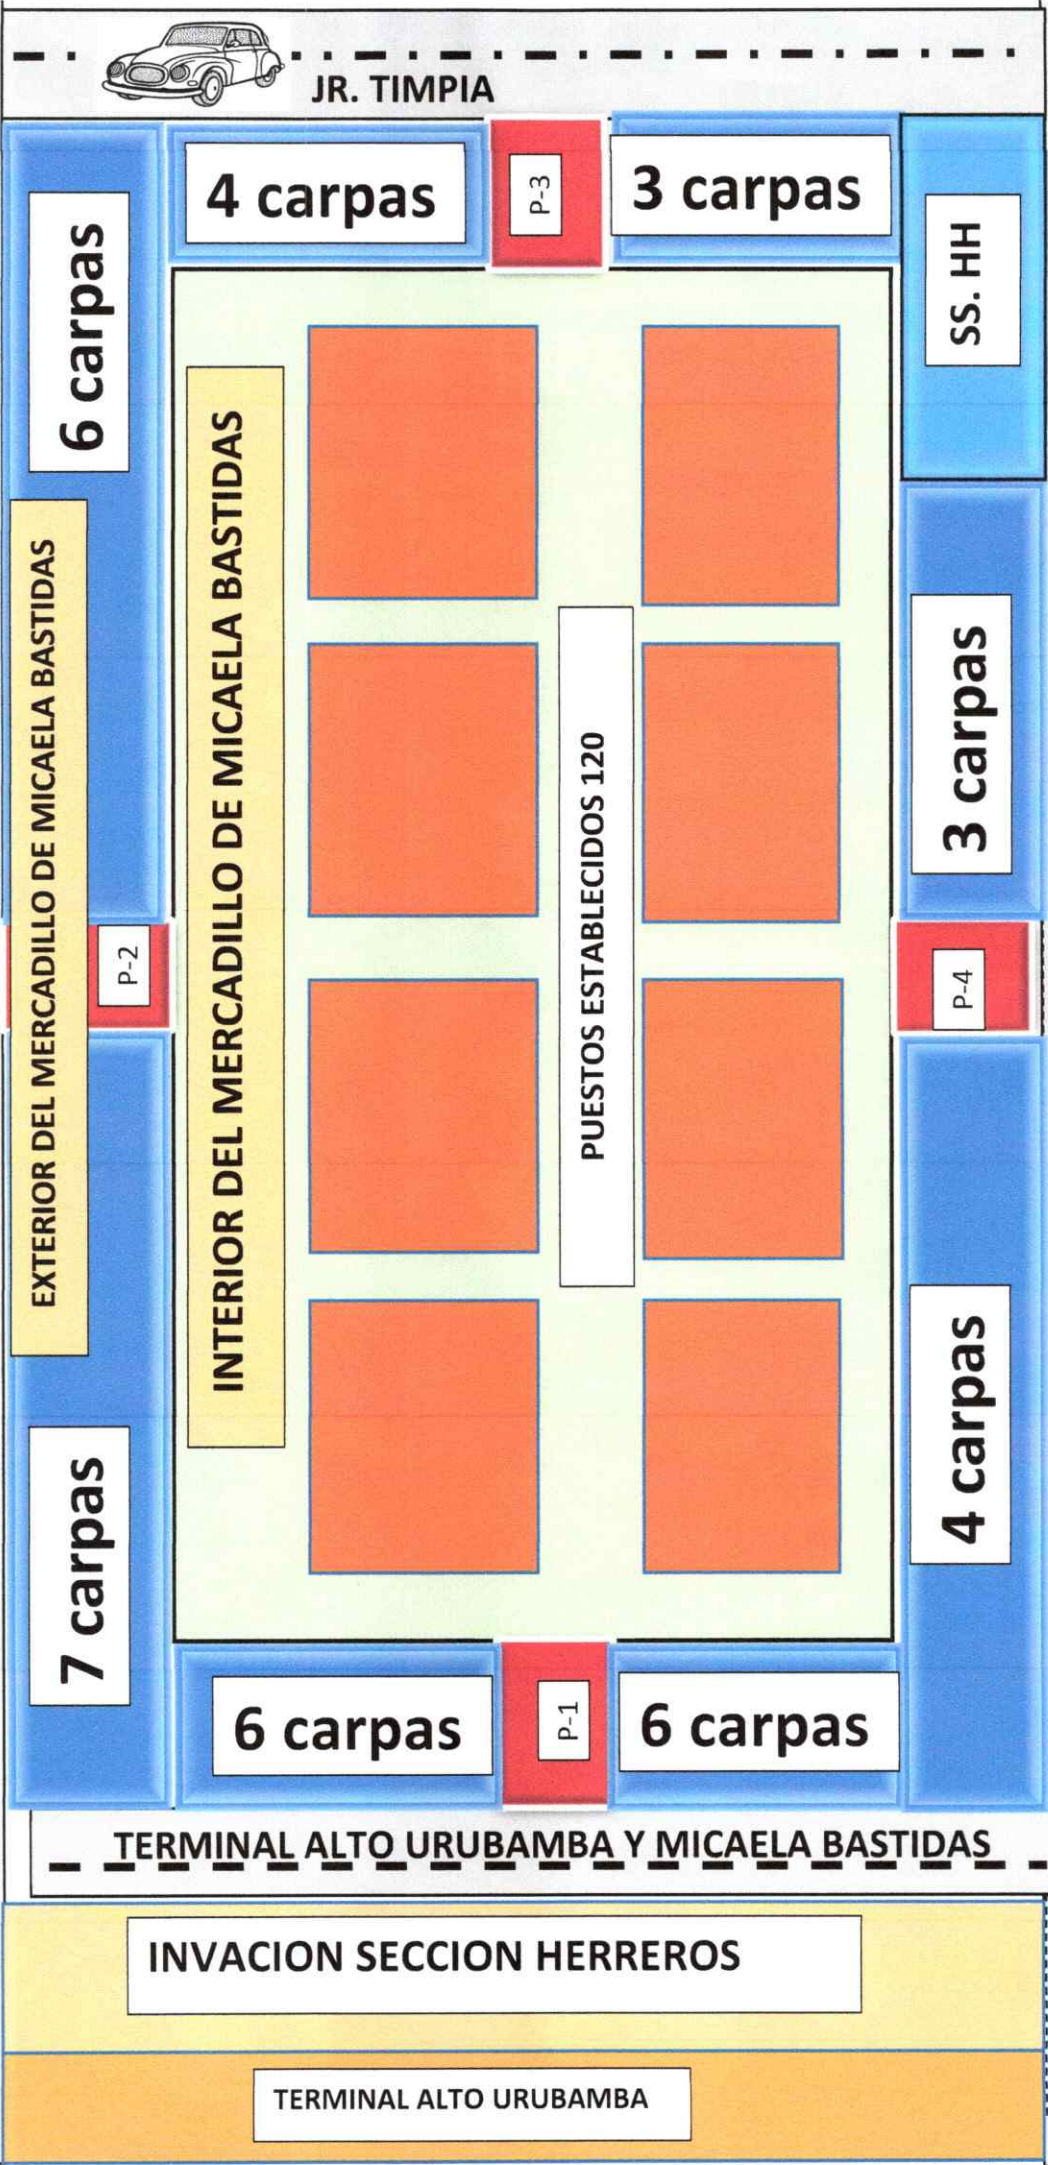 JR. TIMPIA
4 carpas
P-3
3 carpas
SS. HH
6 carpas
EXTERIOR DEL MERCADILLO DE MICAELA BASTIDAS
INTERIOR DEL MERCADILLO DE MICAELA BASTIDAS
PUESTOS ESTABLECIDOS 120
3 carpas
P-2
P-4
7 carpas
4 carpas
6 carpas
P-1
6 carpas
TERMINAL ALTO URUBAMBA Y MICAELA BASTIDAS
INVACION SECCION HERREROS
TERMINAL ALTO URUBAMBA